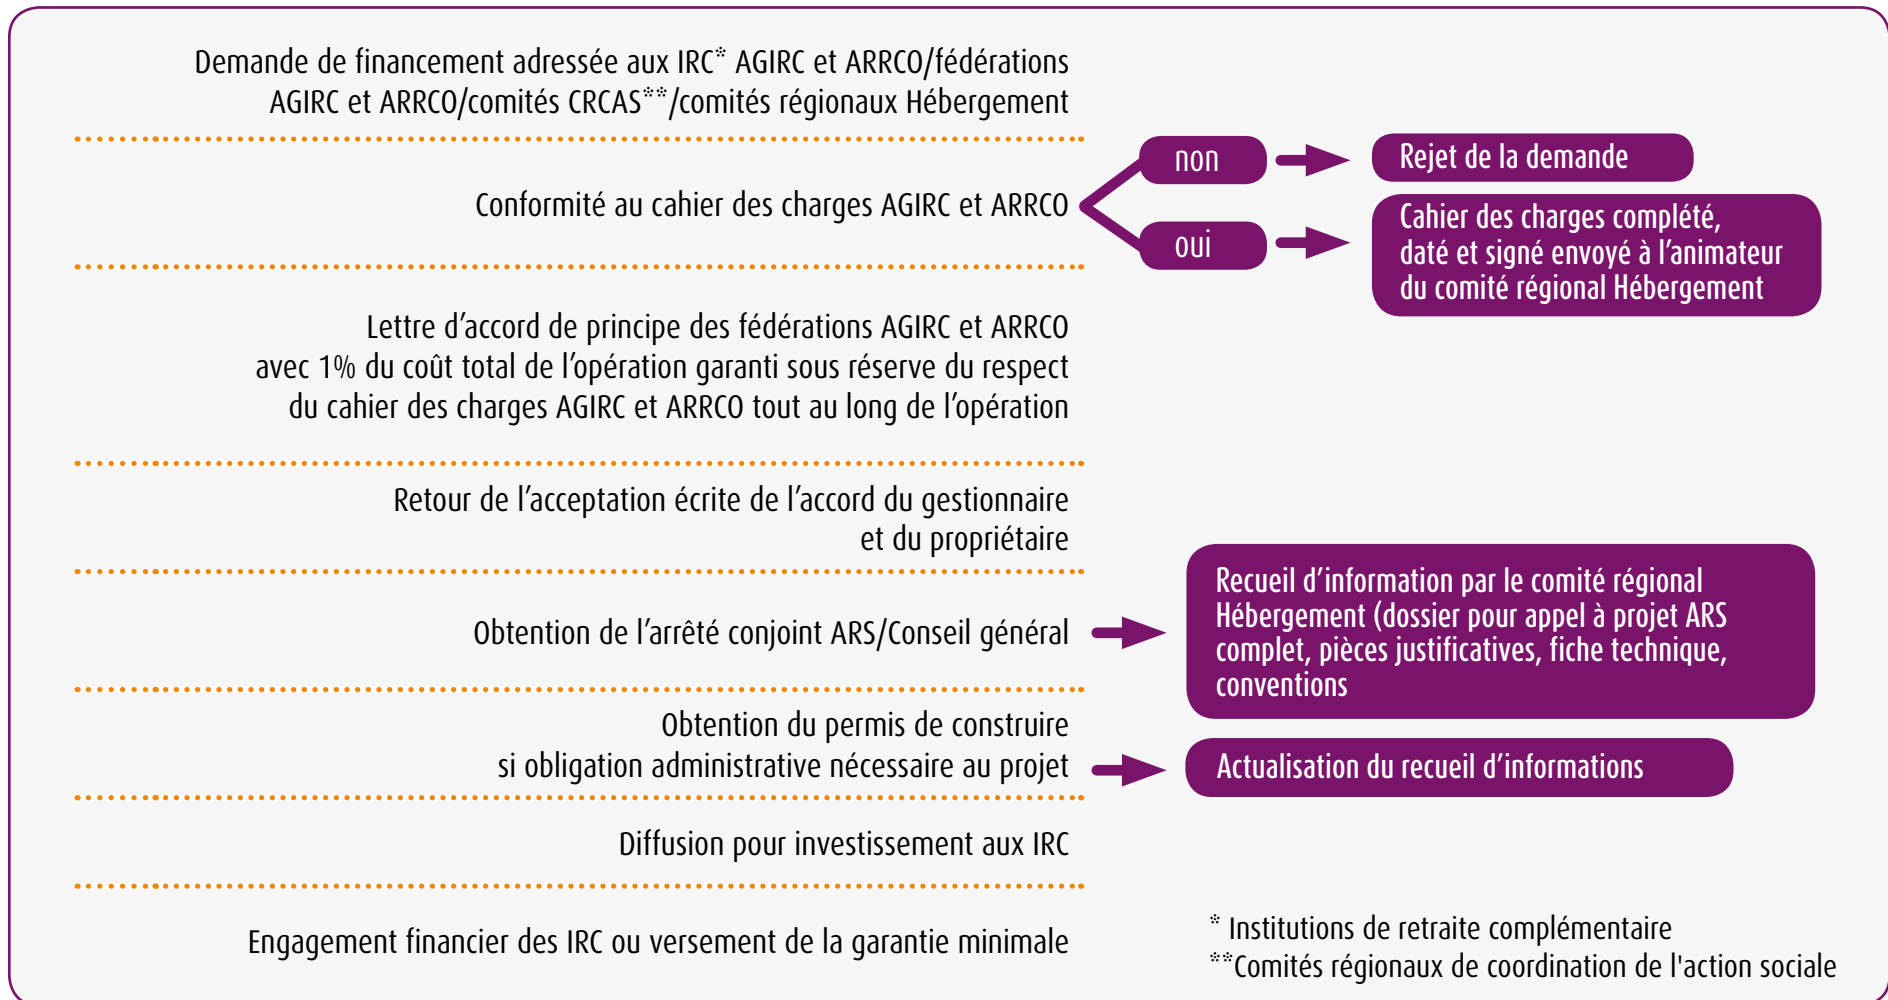 Demande de financement adressée aux IRC* AGIRC et ARRCO/fédérations
AGIRC et ARRCO/comités CRCAS**/comités régionaux Hébergement
Conformité au cahier des charges AGIRC et ARRCO
non
Rejet de la demande
oui
Cahier des charges complété,
daté et signé envoyé à l’animateur
du comité régional Hébergement
Lettre d’accord de principe des fédérations AGIRC et ARRCO
avec 1% du coût total de l’opération garanti sous réserve du respect
du cahier des charges AGIRC et ARRCO tout au long de l’opération
Retour de l’acceptation écrite de l’accord du gestionnaire
et du propriétaire
Obtention de l’arrêté conjoint ARS/Conseil général
Recueil d’information par le comité régional
Hébergement (dossier pour appel à projet ARS
complet, pièces justificatives, fiche technique,
conventions
Obtention du permis de construire
si obligation administrative nécessaire au projet
Actualisation du recueil d’informations
Diffusion pour investissement aux IRC
Engagement financier des IRC ou versement de la garantie minimale
* Institutions de retraite complémentaire
**Comités régionaux de coordination de l'action sociale